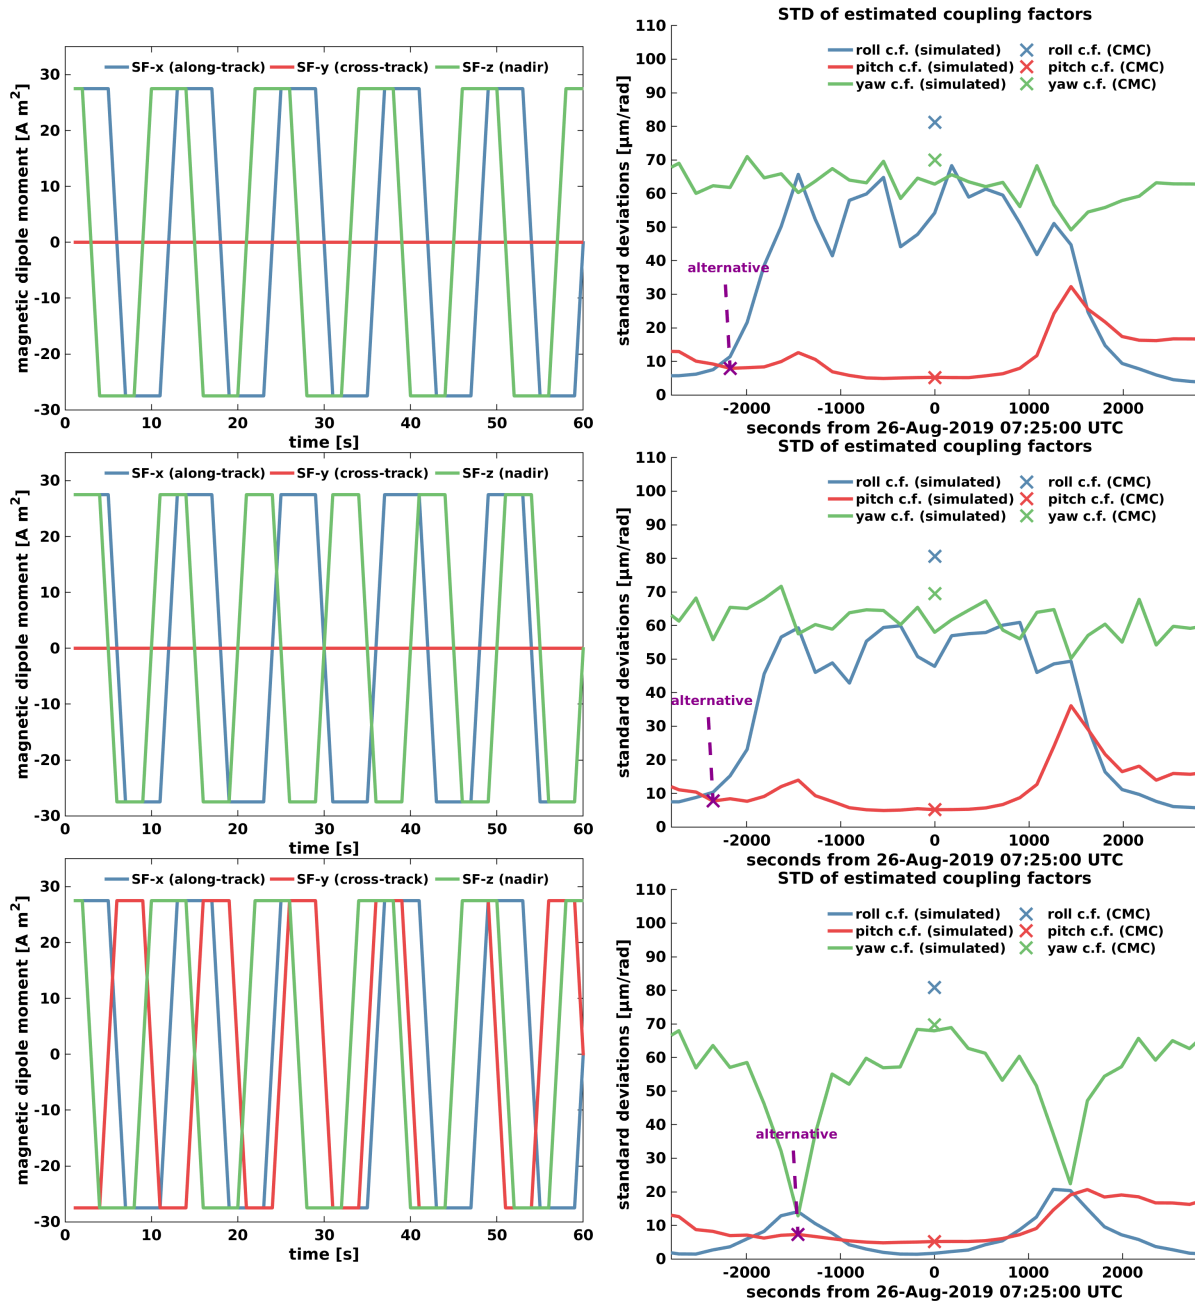 SF-x (along-track) SF-y (cross-track) SF-z (nadir)
magnetic dipole moment [A m²]
30
20
10
0
-10
-20
-30
0 10 20 30 40 50 60
time [s]
STD of estimated coupling factors
roll c.f. (simulated) roll c.f. (CMC)
pitch c.f. (simulated) pitch c.f. (CMC)
yaw c.f. (simulated) yaw c.f. (CMC)
alternative
standard deviations [µm/rad]
110
100
90
80
70
60
50
40
30
20
10
0
-2000 -1000 0 1000 2000
seconds from 26-Aug-2019 07:25:00 UTC
SF-x (along-track) SF-y (cross-track) SF-z (nadir)
magnetic dipole moment [A m²]
30
20
10
0
-10
-20
-30
0 10 20 30 40 50 60
time [s]
STD of estimated coupling factors
roll c.f. (simulated) roll c.f. (CMC)
pitch c.f. (simulated) pitch c.f. (CMC)
yaw c.f. (simulated) yaw c.f. (CMC)
alternative
standard deviations [µm/rad]
110
100
90
80
70
60
50
40
30
20
10
0
-2000 -1000 0 1000 2000
seconds from 26-Aug-2019 07:25:00 UTC
SF-x (along-track) SF-y (cross-track) SF-z (nadir)
magnetic dipole moment [A m²]
30
20
10
0
-10
-20
-30
0 10 20 30 40 50 60
time [s]
STD of estimated coupling factors
roll c.f. (simulated) roll c.f. (CMC)
pitch c.f. (simulated) pitch c.f. (CMC)
yaw c.f. (simulated) yaw c.f. (CMC)
alternative
standard deviations [µm/rad]
110
100
90
80
70
60
50
40
30
20
10
0
-2000 -1000 0 1000 2000
seconds from 26-Aug-2019 07:25:00 UTC